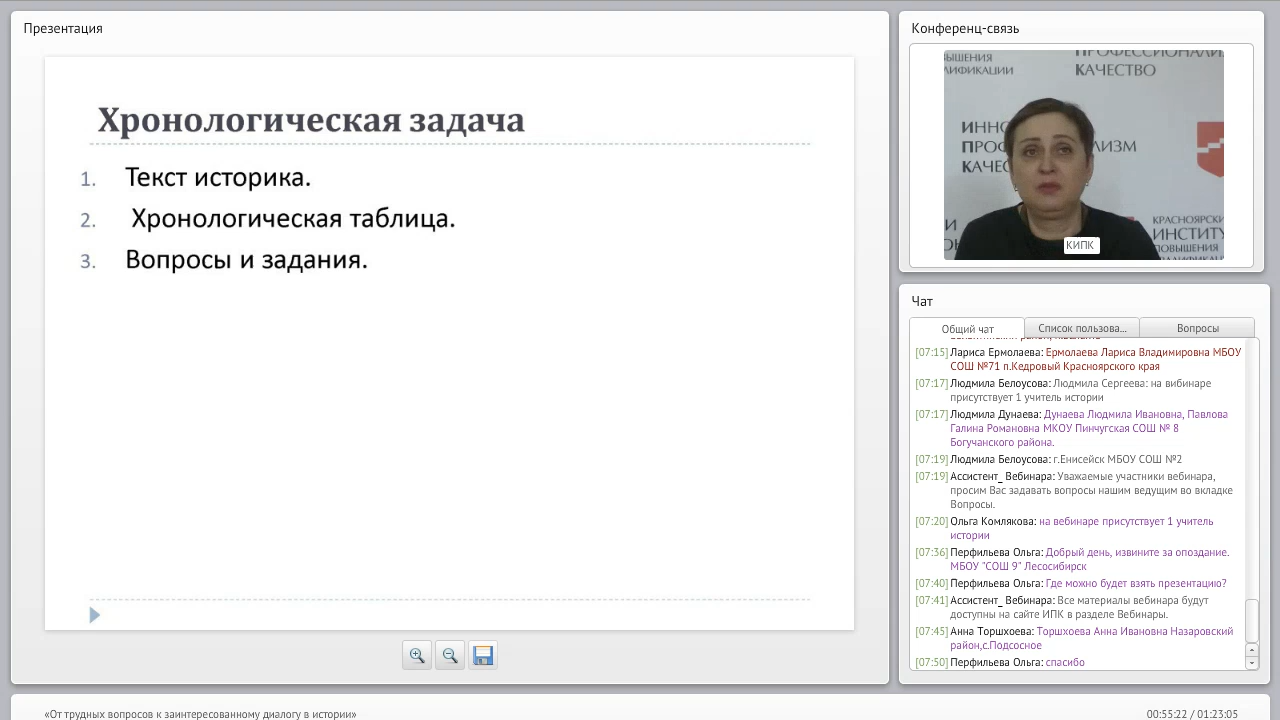 Презентация
Хронологическая задача
1. Текст историка.
2. Хронологическая таблица.
3. Вопросы и задания.
Конференц-связь
ПРОФЕССИОНАЛИ
КАЧЕСТВО
ИНН
ПРОФ АЛИЗМ
КАЧЕС
КРАСНОЯРСКИ
ИНСТИТУ
КИПК
Чат
Общий чат
Список пользова...
Вопросы
[07:15] Лариса Ермолаева: Ермолаева Лариса Владимировна МБОУ
СОШ №71 п.Кедровый Красноярского края
[07:17] Людмила Белоусова: Людмила Сергеева: на вибинаре
присутствует 1 учитель истории
[07:17] Людмила Дунаева: Дунаева Людмила Ивановна, Павлова
Галина Романовна МКОУ Пинчугская СОШ № 8
Богучанского района.
[07:19] Людмила Белоусова: г.Енисейск МБОУ СОШ №2
[07:19] Ассистент_ Вебинара: Уважаемые участники вебинара,
просим Вас задавать вопросы нашим ведущим во вкладке
Вопросы.
[07:20] Ольга Комлякова: на вебинаре присутствует 1 учитель
истории
[07:36] Перфильева Ольга: Добрый день, извините за опоздание.
МБОУ "СОШ 9" Лесосибирск
[07:40] Перфильева Ольга: Где можно будет взять презентацию?
[07:41] Ассистент_ Вебинара: Все материалы вебинара будут
доступны на сайте ИПК в разделе Вебинары.
[07:45] Анна Торшхоева: Торшхоева Анна Ивановна Назаровский
район,с.Подсосное
[07:50] Перфильева Ольга: спасибо
«От трудных вопросов к заинтересованному диалогу в истории»
00:55:22 / 01:23:05